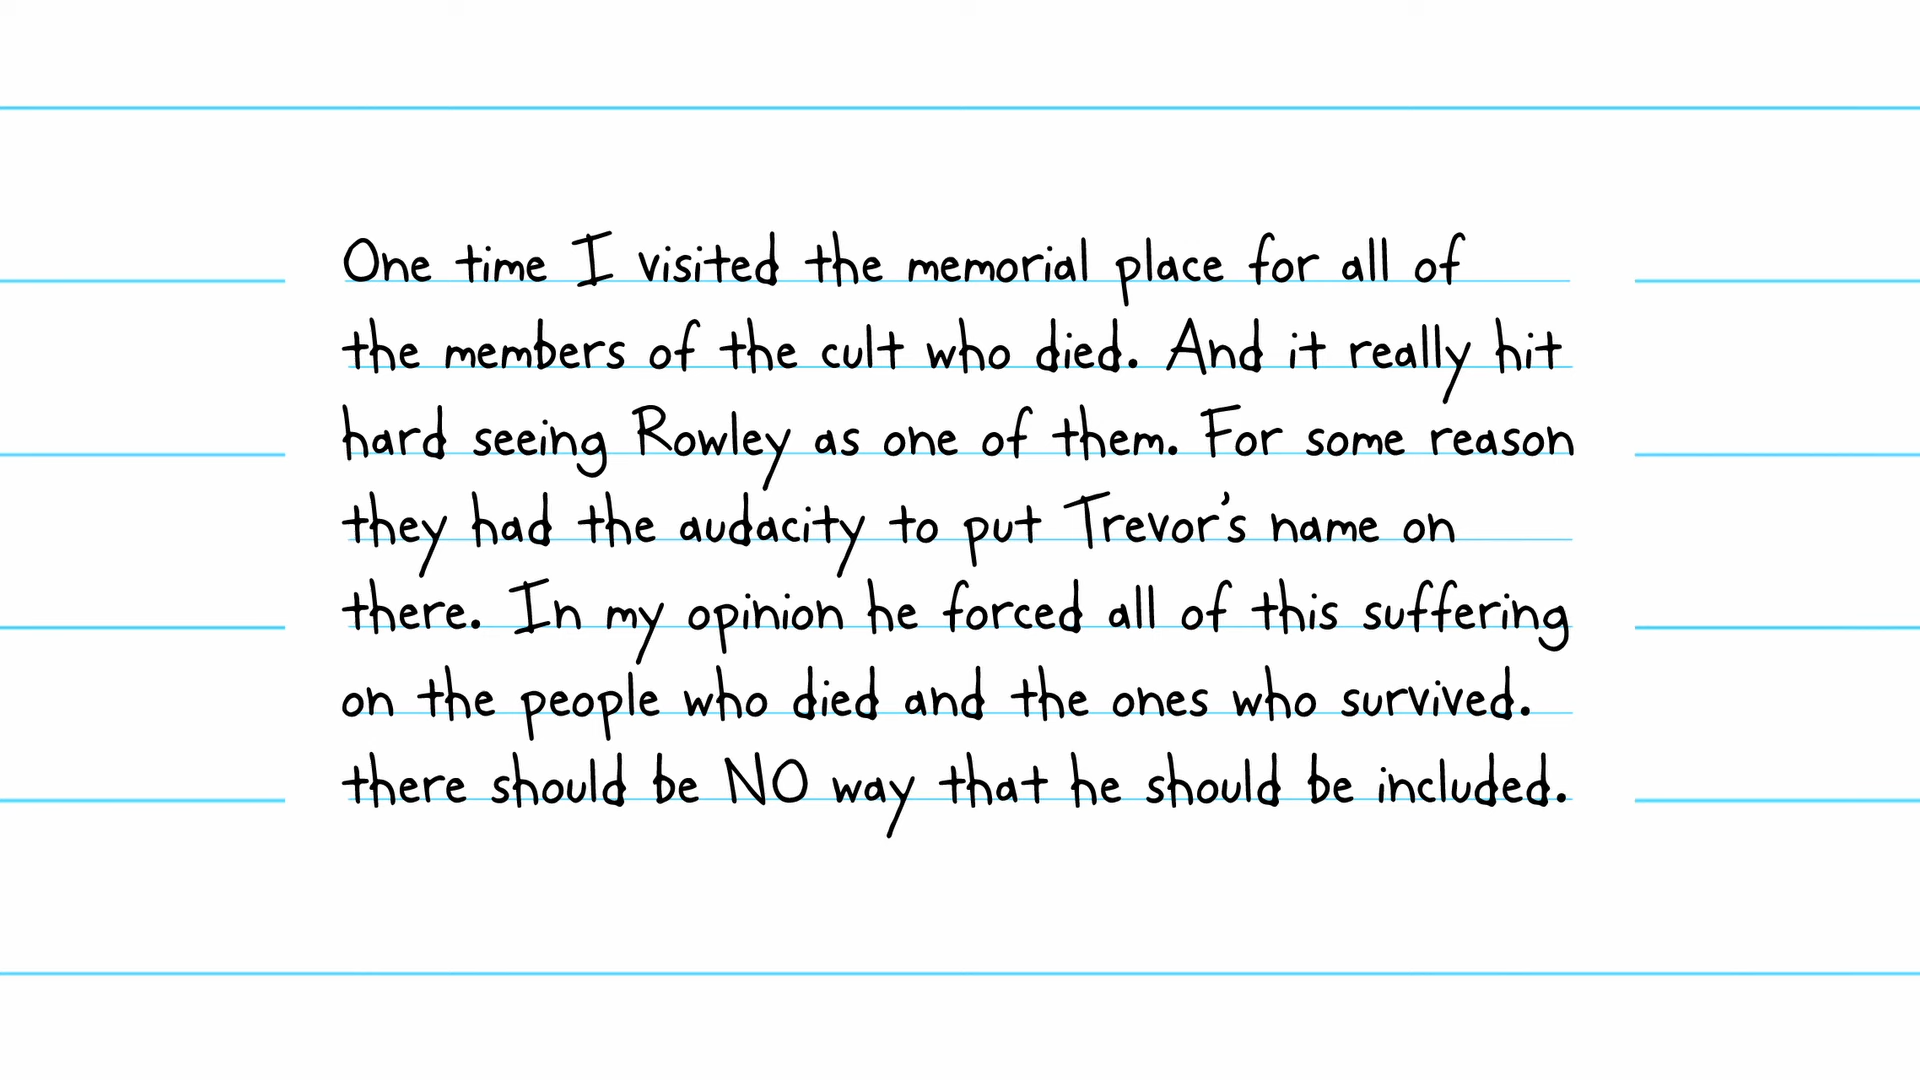 One time I visited the memorial place for all of
the members of the cult who died. And it really hit
hard seeing Rowley as one of them. For some reason
they had the audacity to put Trevor's name on
there. In my opinion he forced all of this suffering
on the people who died and the ones who survived.
there should be NO way that he should be included.